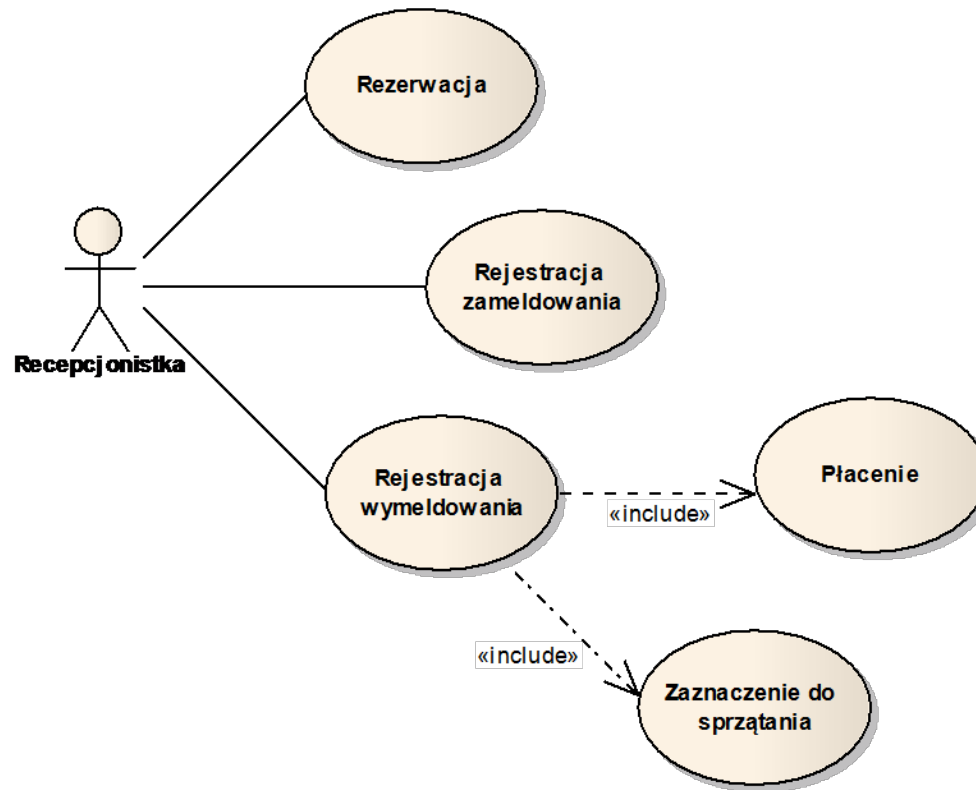 Rezerwacja
Rejestracja
zameldowania
Recepcjonistka
Rejestracja
wymeldowania
«include»
Płacenie
«include»
Zaznaczenie do
sprzątania